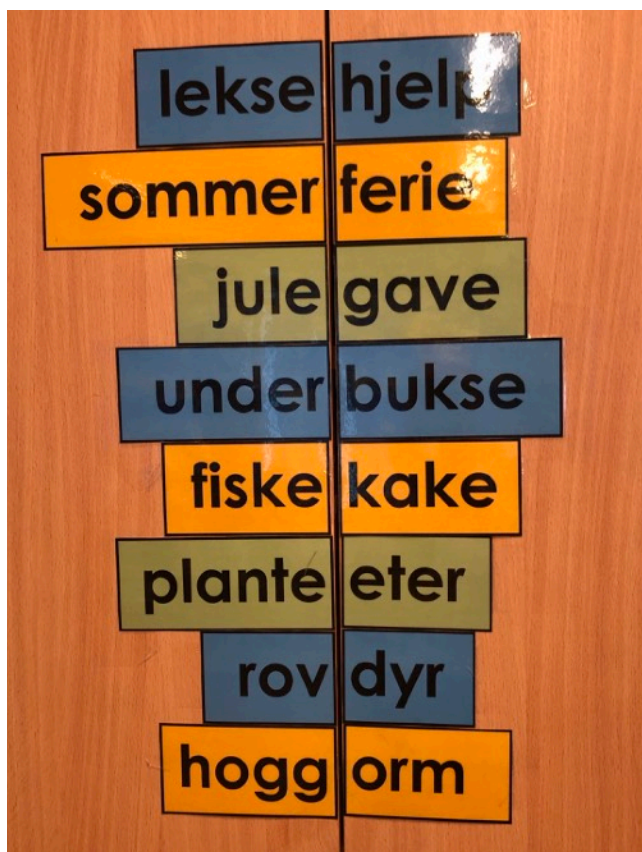 lekse hjelp
sommer ferie
jule gave
under bukse
fiske kake
plante eter
rov dyr
hogg orm